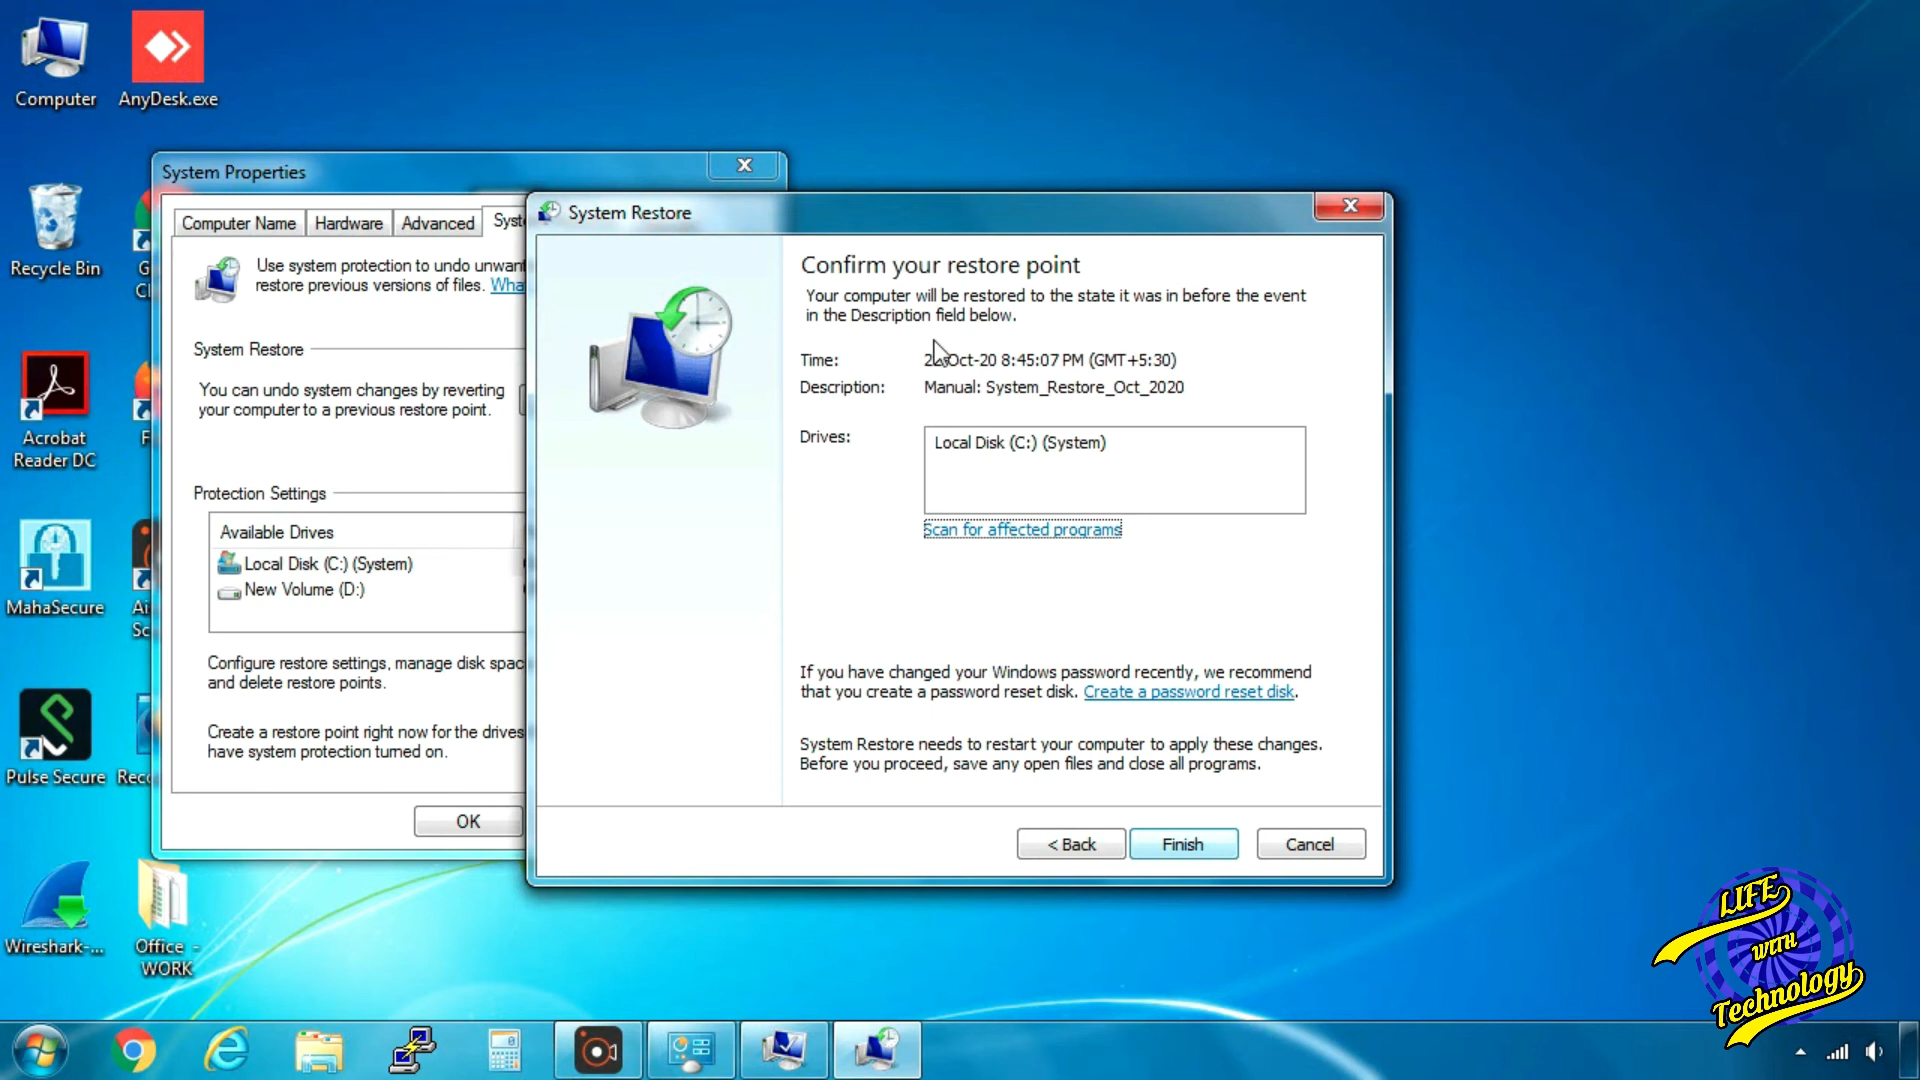 Computer
AnyDesk.exe
Recycle Bin
Acrobat
Reader DC
MahaSecure
Pulse Secure
Wireshark-...
Office -
WORK
System Properties
Computer Name
Hardware
Advanced
Use system protection to undo
restore previous versions of files.
System Restore
You can undo system changes by reverting
your computer to a previous restore point.
Protection Settings
Available Drives
Local Disk (C:) (System)
New Volume (D:)
Configure restore settings, manage disk
and delete restore points.
Create a restore point right now for the drives
have system protection turned on.
OK
System Restore
Confirm your restore point
Your computer will be restored to the state it was in before the event
in the Description field below.
Time: Oct-20 8:45:07 PM (GMT+5:30)
Description: Manual: System_Restore_Oct_2020
Drives: Local Disk (C:) (System)
Scan for affected programs
If you have changed your Windows password recently, we recommend
that you create a password reset disk. Create a password reset disk.
System Restore needs to restart your computer to apply these changes.
Before you proceed, save any open files and close all programs.
< Back
Finish
Cancel
LIFE
WITH
Technology